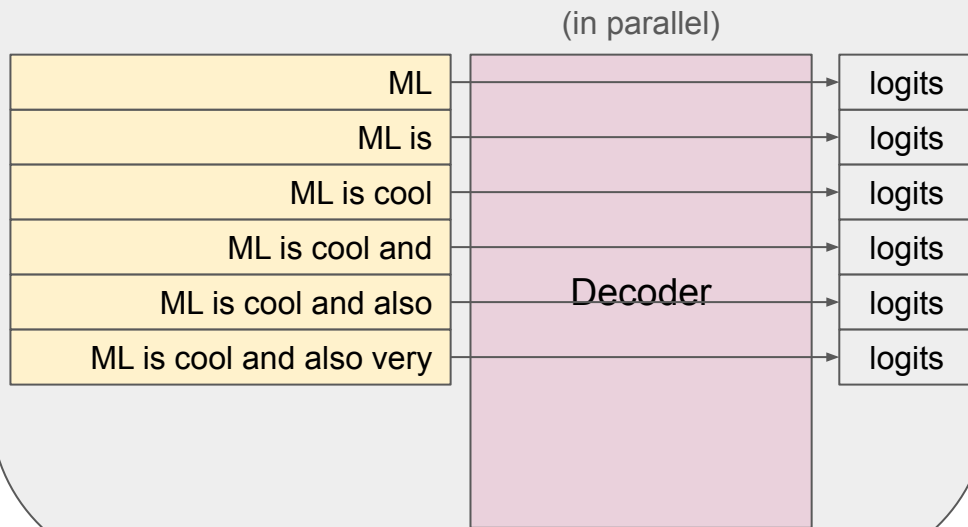 (in parallel)
ML
logits
ML is
logits
ML is cool
logits
ML is cool and
logits
Decoder
ML is cool and also
logits
ML is cool and also very
logits